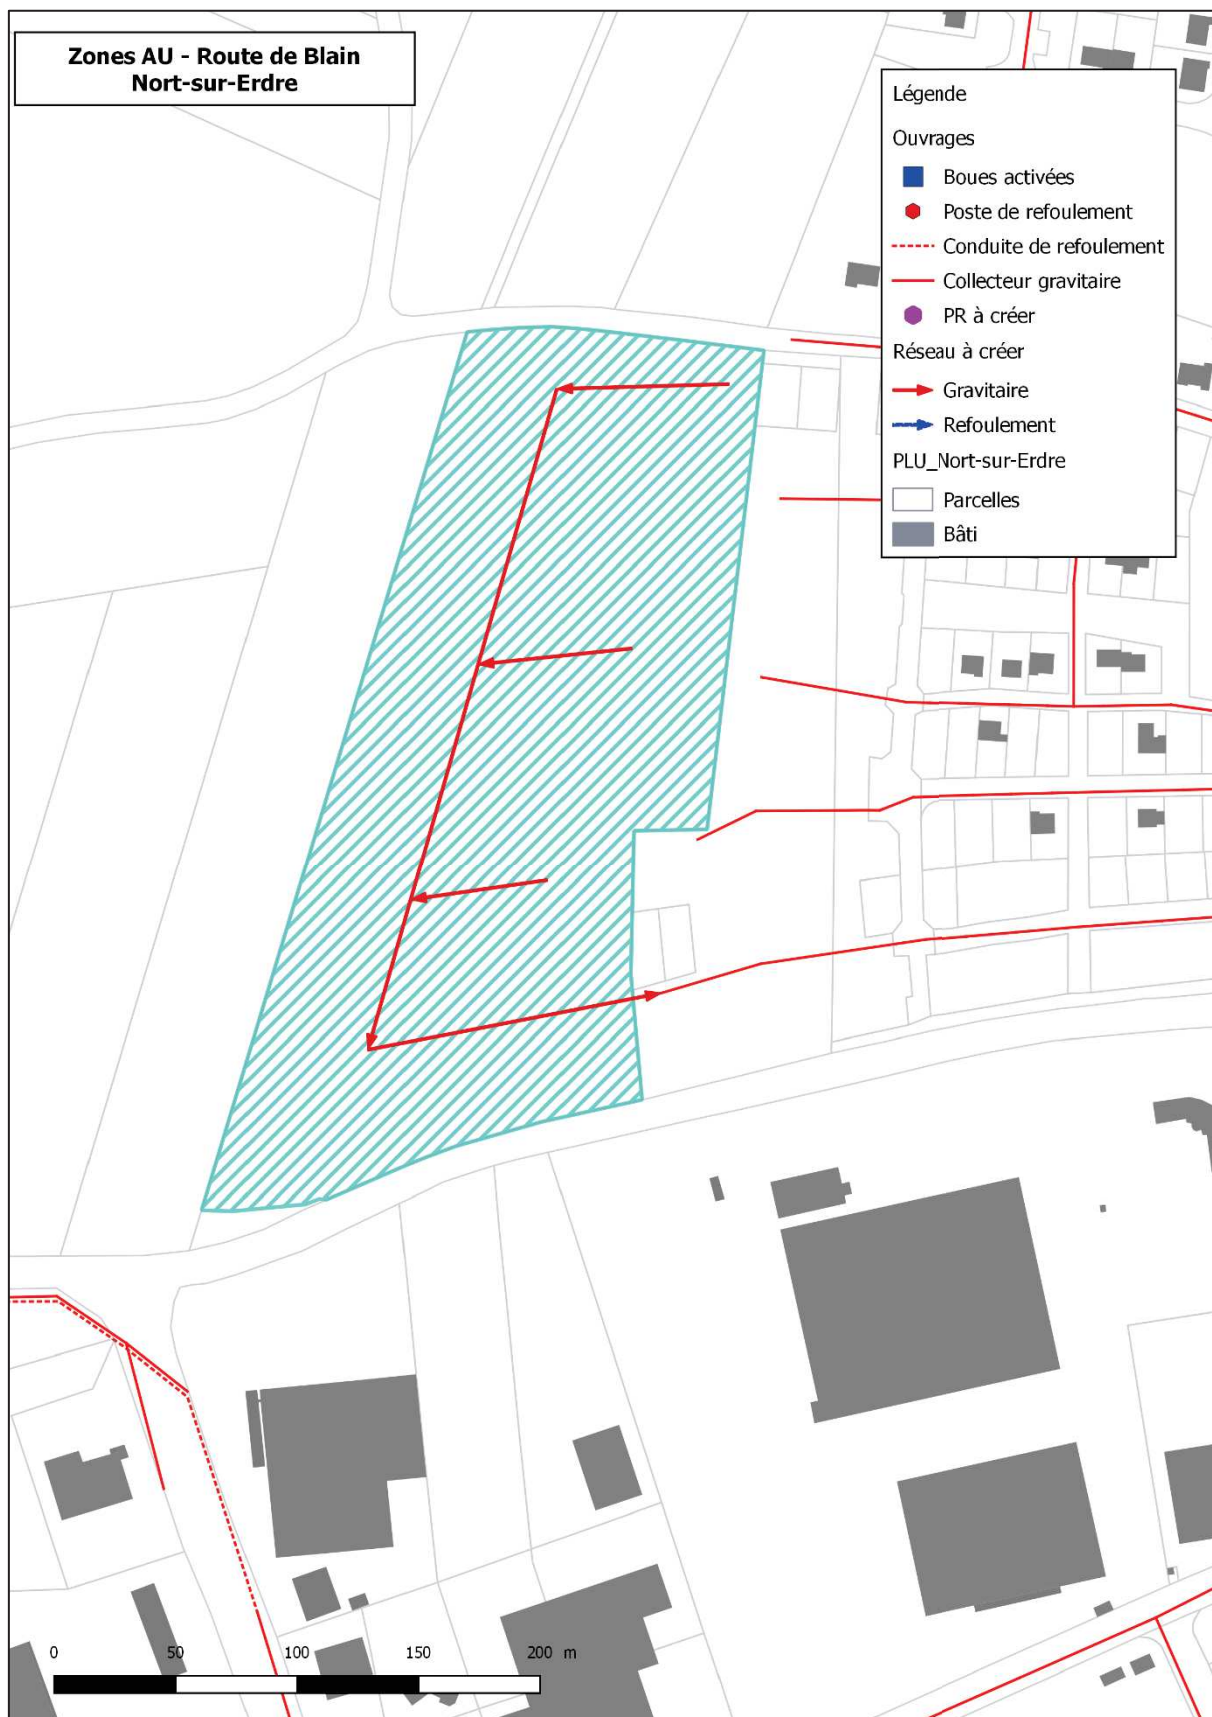 Zones AU - Route de Blain
Nort-sur-Erdre
Légende
Ouvrages
Boues activées
Poste de refoulement
Conduite de refoulement
Collecteur gravitaire
PR à créer
Réseau à créer
Gravitaire
Refoulement
PLU_Nort-sur-Erdre
Parcelles
Bâti
0 50 100 150 200 m